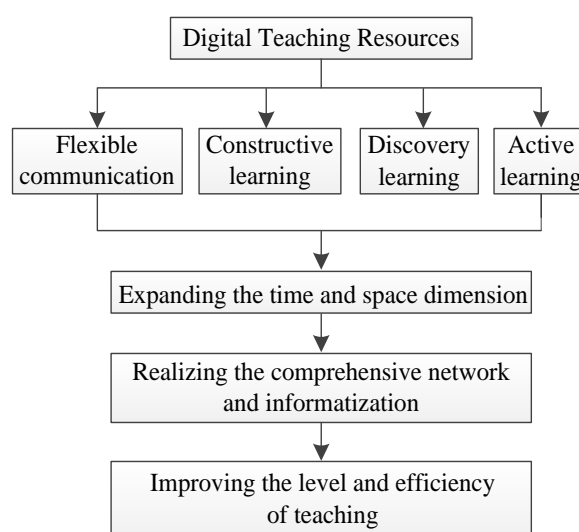 Digital Teaching Resources
Flexible
communication
Constructive
learning
Discovery
learning
Active
learning
Expanding the time and space dimension
Realizing the comprehensive network
and informatization
Improving the level and efficiency
of teaching